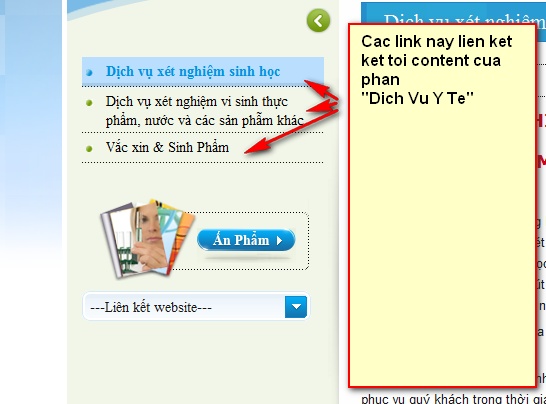 Dịch vụ xét nghiệm
Cac link nay lien ket
ket toi content cua
phan
"Dich Vu Y Te"
Dịch vụ xét nghiệm sinh học
Dịch vụ xét nghiệm vi sinh thực
phẩm, nước và các sản phẩm khác
Vắc xin & Sinh Phẩm
Ấn Phẩm
---Liên kết website---
phục vụ quý khách trong thời